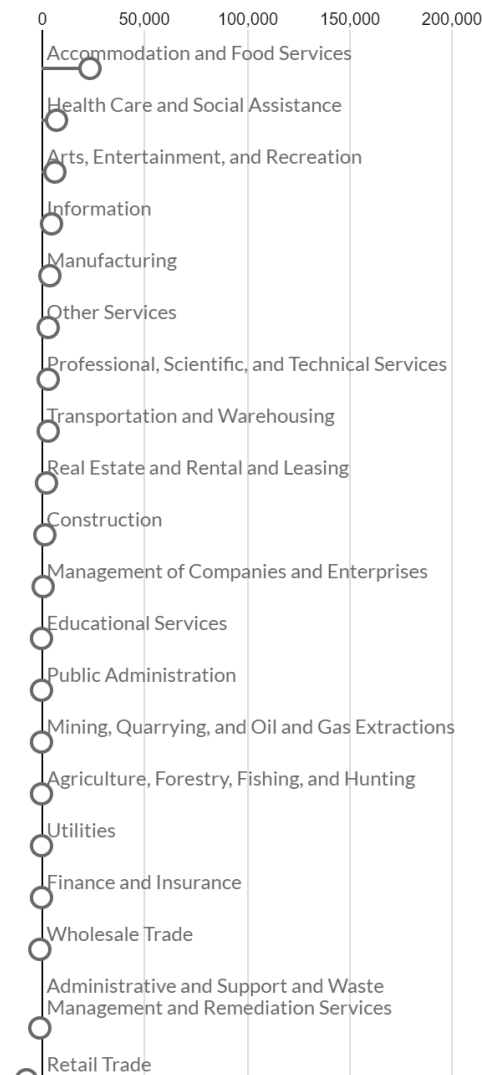 0 50,000 100,000 150,000 200,000
Accommodation and Food Services
Health Care and Social Assistance
Arts, Entertainment, and Recreation
Information
Manufacturing
Other Services
Professional, Scientific, and Technical Services
Transportation and Warehousing
Real Estate and Rental and Leasing
Construction
Management of Companies and Enterprises
Educational Services
Public Administration
Mining, Quarrying, and Oil and Gas Extractions
Agriculture, Forestry, Fishing, and Hunting
Utilities
Finance and Insurance
Wholesale Trade
Administrative and Support and Waste
Management and Remediation Services
Retail Trade